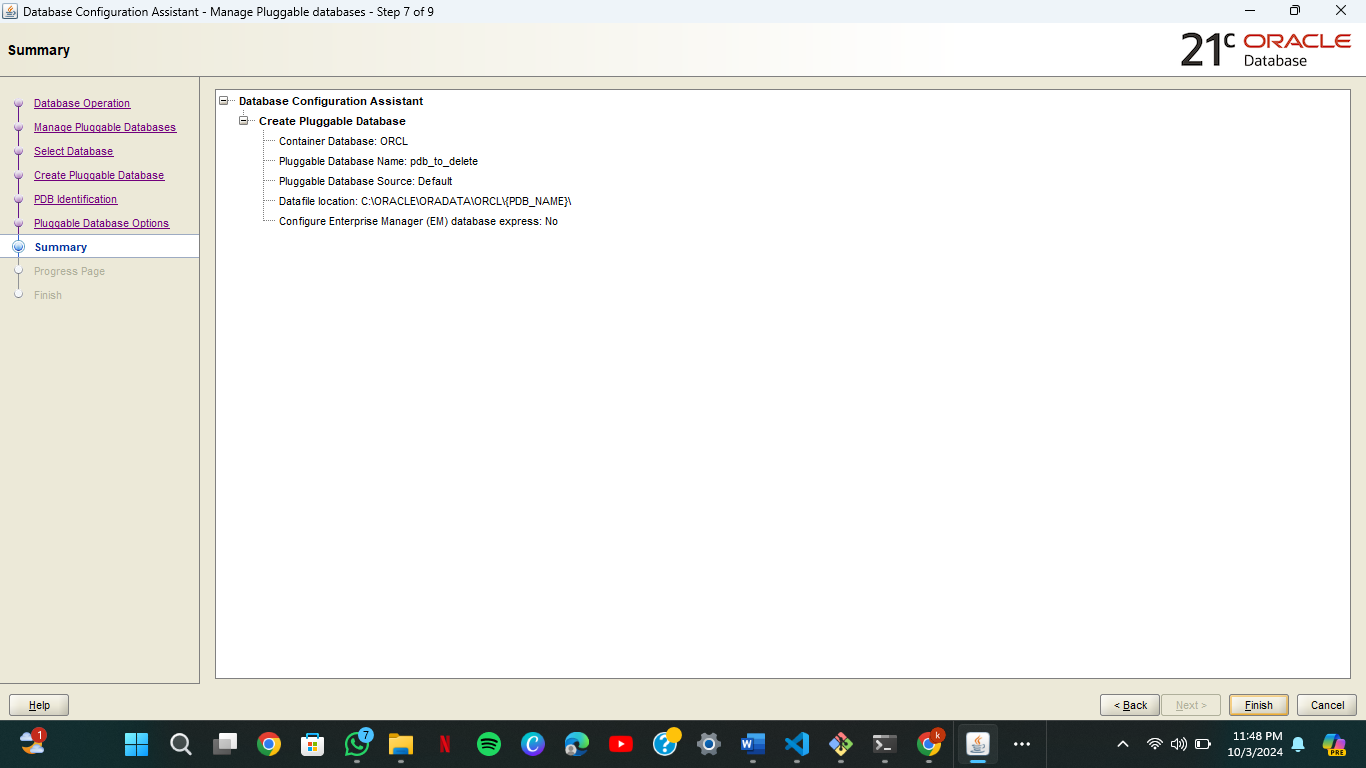 Database Configuration Assistant - Manage Pluggable databases - Step 7 of 9
Summary
21c ORACLE
Database
Database Operation
Manage Pluggable Databases
Select Database
Create Pluggable Database
PDB Identification
Pluggable Database Options
Summary
Progress Page
Finish
Database Configuration Assistant
Create Pluggable Database
Container Database: ORCL
Pluggable Database Name: pdb_to_delete
Pluggable Database Source: Default
Datafile location: C:\ORACLE\ORADATA\ORCL\{PDB_NAME}\
Configure Enterprise Manager (EM) database express: No
Help
< Back
Next >
Finish
Cancel
1
7
k
11:48 PM
10/3/2024
PRE